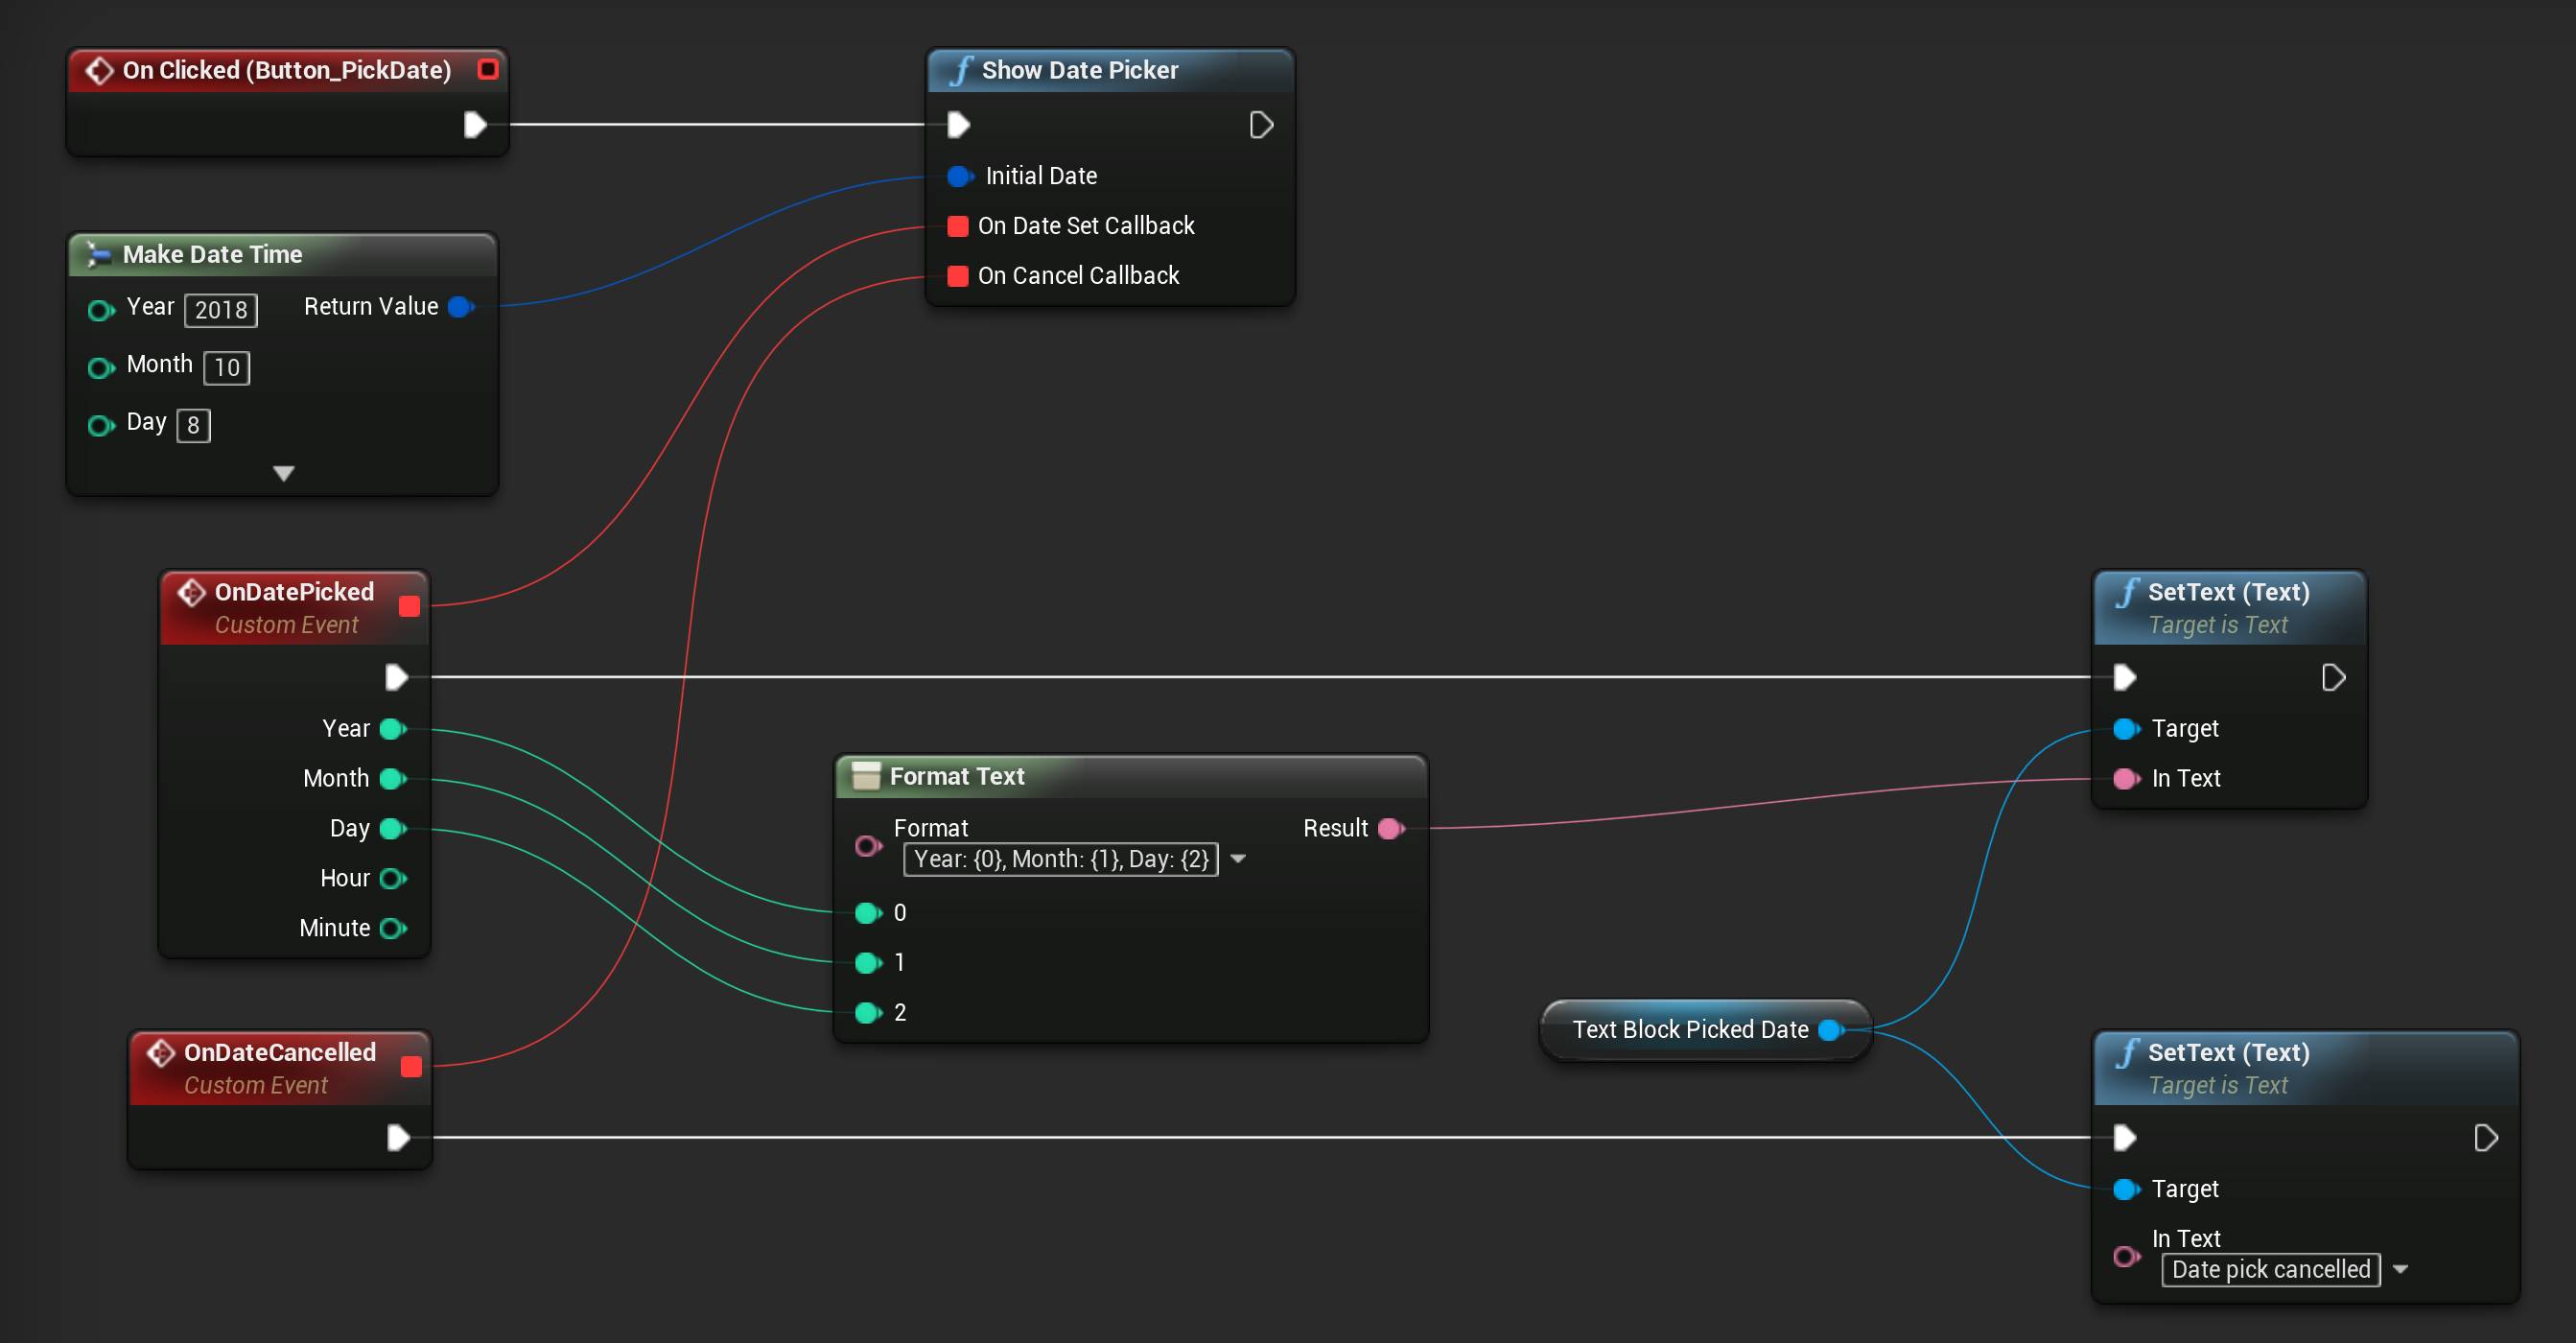 On Clicked (Button_PickDate)
Show Date Picker
Initial Date
On Date Set Callback
On Cancel Callback
Make Date Time
Year 2018 Return Value
Month 10
Day 8
OnDatePicked
Custom Event
Year
Month
Day
Hour
Minute
Format Text
Format Result
Year: {0}, Month: {1}, Day: {2}
0
1
2
SetText (Text)
Target is Text
Target
In Text
Text Block Picked Date
OnDateCancelled
Custom Event
SetText (Text)
Target is Text
Target
In Text
Date pick cancelled